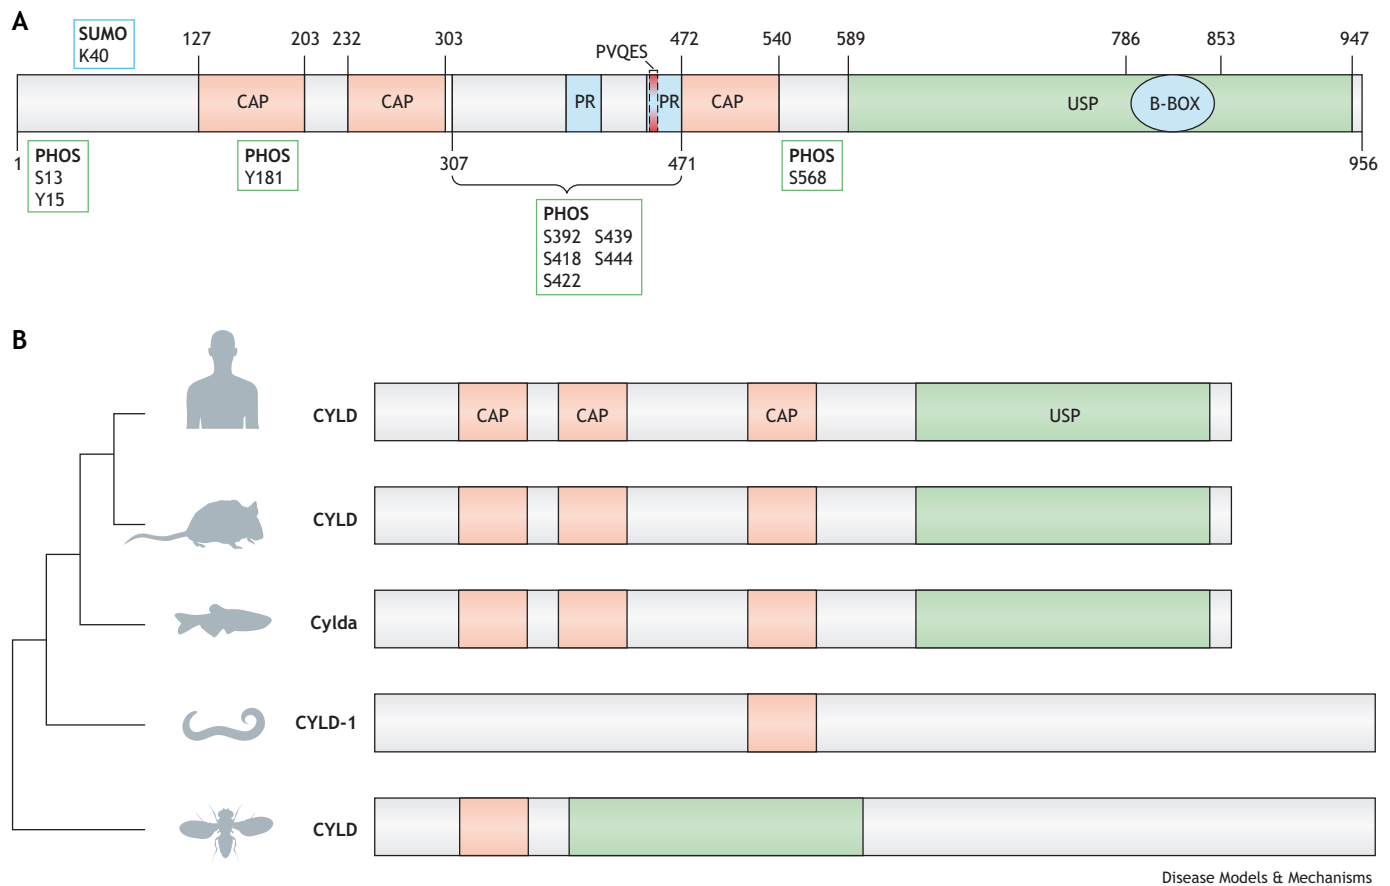 A
SUMO
K40
127 203 232 303 PVQES 472 540 589 786 853 947
CAP CAP PR PR CAP USP B-BOX
1 307 471 956
PHOS
S13
Y15
PHOS
Y181
PHOS
S568
PHOS
S392 S439
S418 S444
S422
B
CYLD CAP CAP CAP USP
CYLD
Cylda
CYLD-1
CYLD
Disease Models & Mechanisms